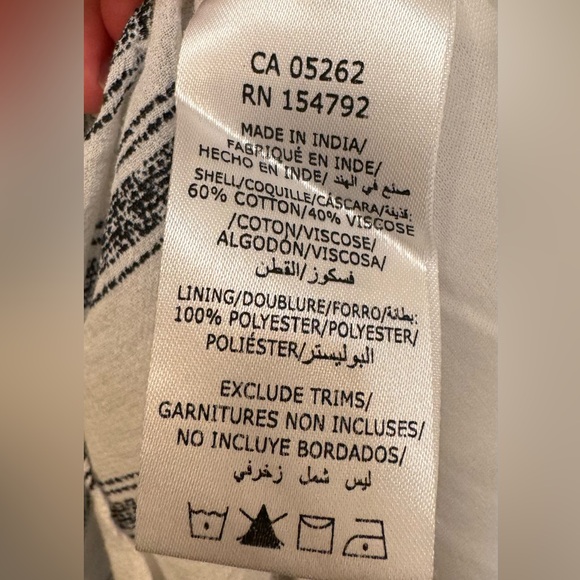 CA 05262
RN 154792
MADE IN INDIA/
FABRIQUÉ EN INDE/
HECHO EN INDE/ صنع في الهند
SHELL/COQUILLE/CÁSCARA/قذيفة:
60% COTTON/40% VISCOSE
/COTON/VISCOSE/
ALGODÓN/VISCOSA/
فسكوز/القطن
LINING/DOUBLURE/FORRO/بطانة:
100% POLYESTER/POLYESTER/
POLIÉSTER/البوليستر
EXCLUDE TRIMS/
GARNITURES NON INCLUSES/
NO INCLUYE BORDADOS/
ليس شمل زخرفي